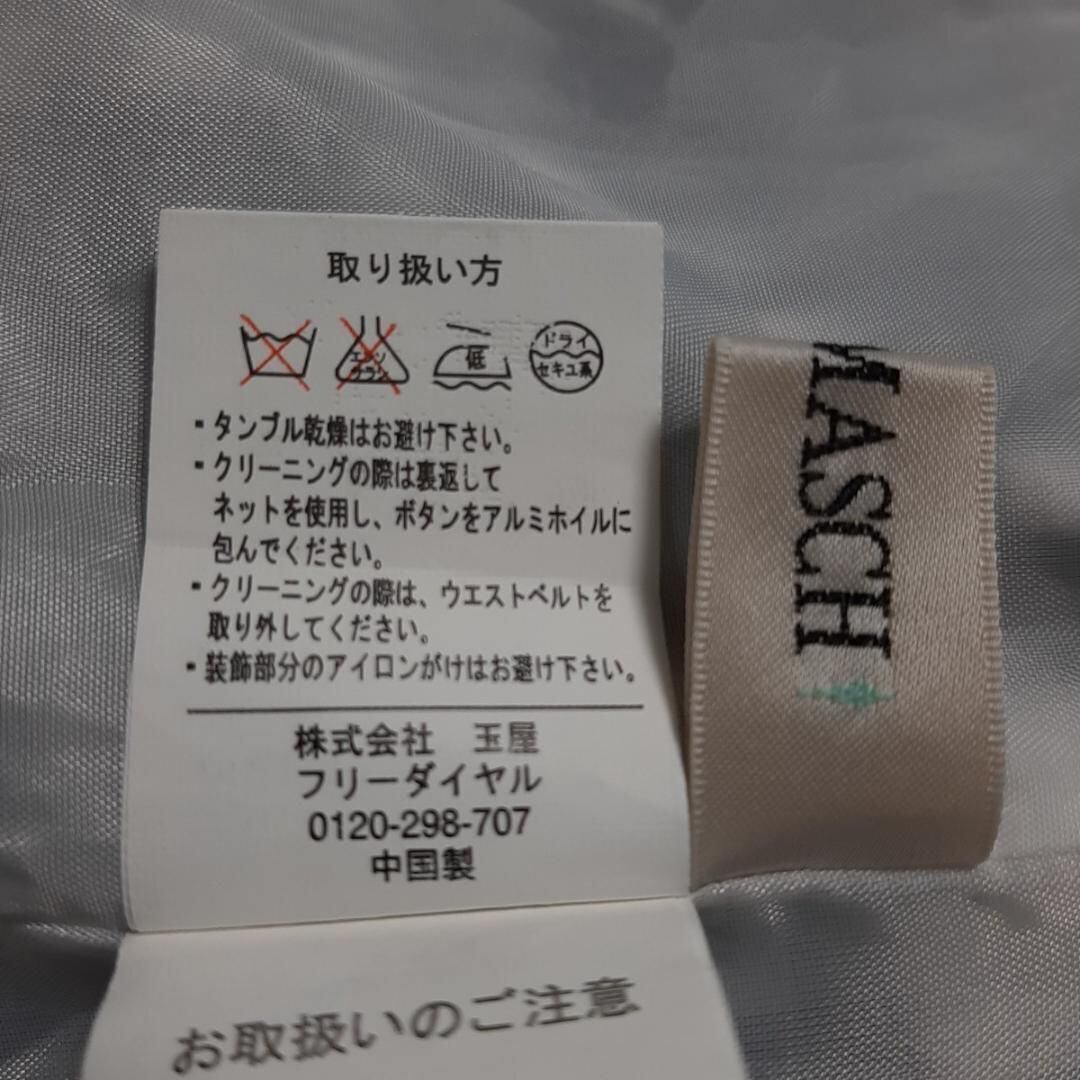 取り扱い方
エンソ
サラシ
低
ドライ
セキユ系
・タンブル乾燥はお避け下さい。
・クリーニングの際は裏返して
ネットを使用し、ボタンをアルミホイルに
包んでください。
・クリーニングの際は、ウエストベルトを
取り外してください。
・装飾部分のアイロンがけはお避け下さい。
株式会社 玉屋
フリーダイヤル
0120-298-707
中国製
お取扱いのご注意
MASCH